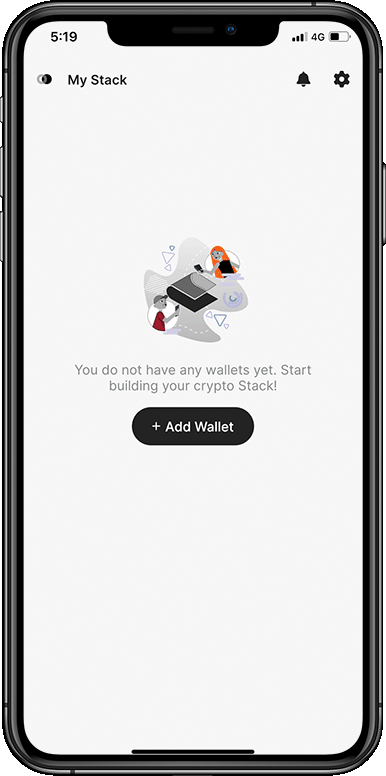 5:19
4G
My Stack
You do not have any wallets yet. Start
building your crypto Stack!
+ Add Wallet